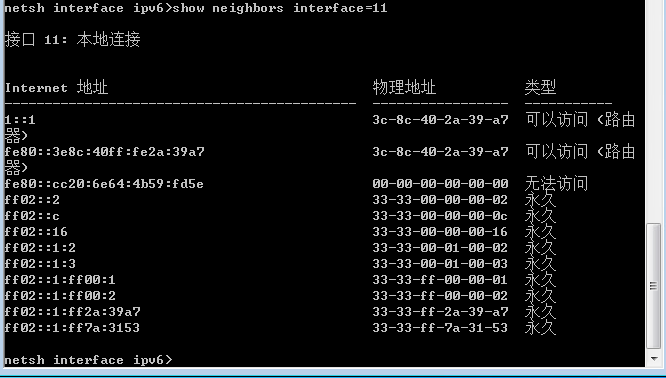 netsh interface ipv6>show neighbors interface=11
接口 11: 本地连接
Internet 地址 物理地址 类型
-------------------------------------------- ----------------- -----------
1::1 3c-8c-40-2a-39-a7 可以访问 (路由
器)
fe80::3e8c:40ff:fe2a:39a7 3c-8c-40-2a-39-a7 可以访问 (路由
器)
fe80::cc20:6e64:4b59:fd5e 00-00-00-00-00-00 无法访问
ff02::2 33-33-00-00-00-02 永久
ff02::c 33-33-00-00-00-0c 永久
ff02::16 33-33-00-00-00-16 永久
ff02::1:2 33-33-00-01-00-02 永久
ff02::1:3 33-33-00-01-00-03 永久
ff02::1:ff00:1 33-33-ff-00-00-01 永久
ff02::1:ff00:2 33-33-ff-00-00-02 永久
ff02::1:ff2a:39a7 33-33-ff-2a-39-a7 永久
ff02::1:ff7a:3153 33-33-ff-7a-31-53 永久
netsh interface ipv6>